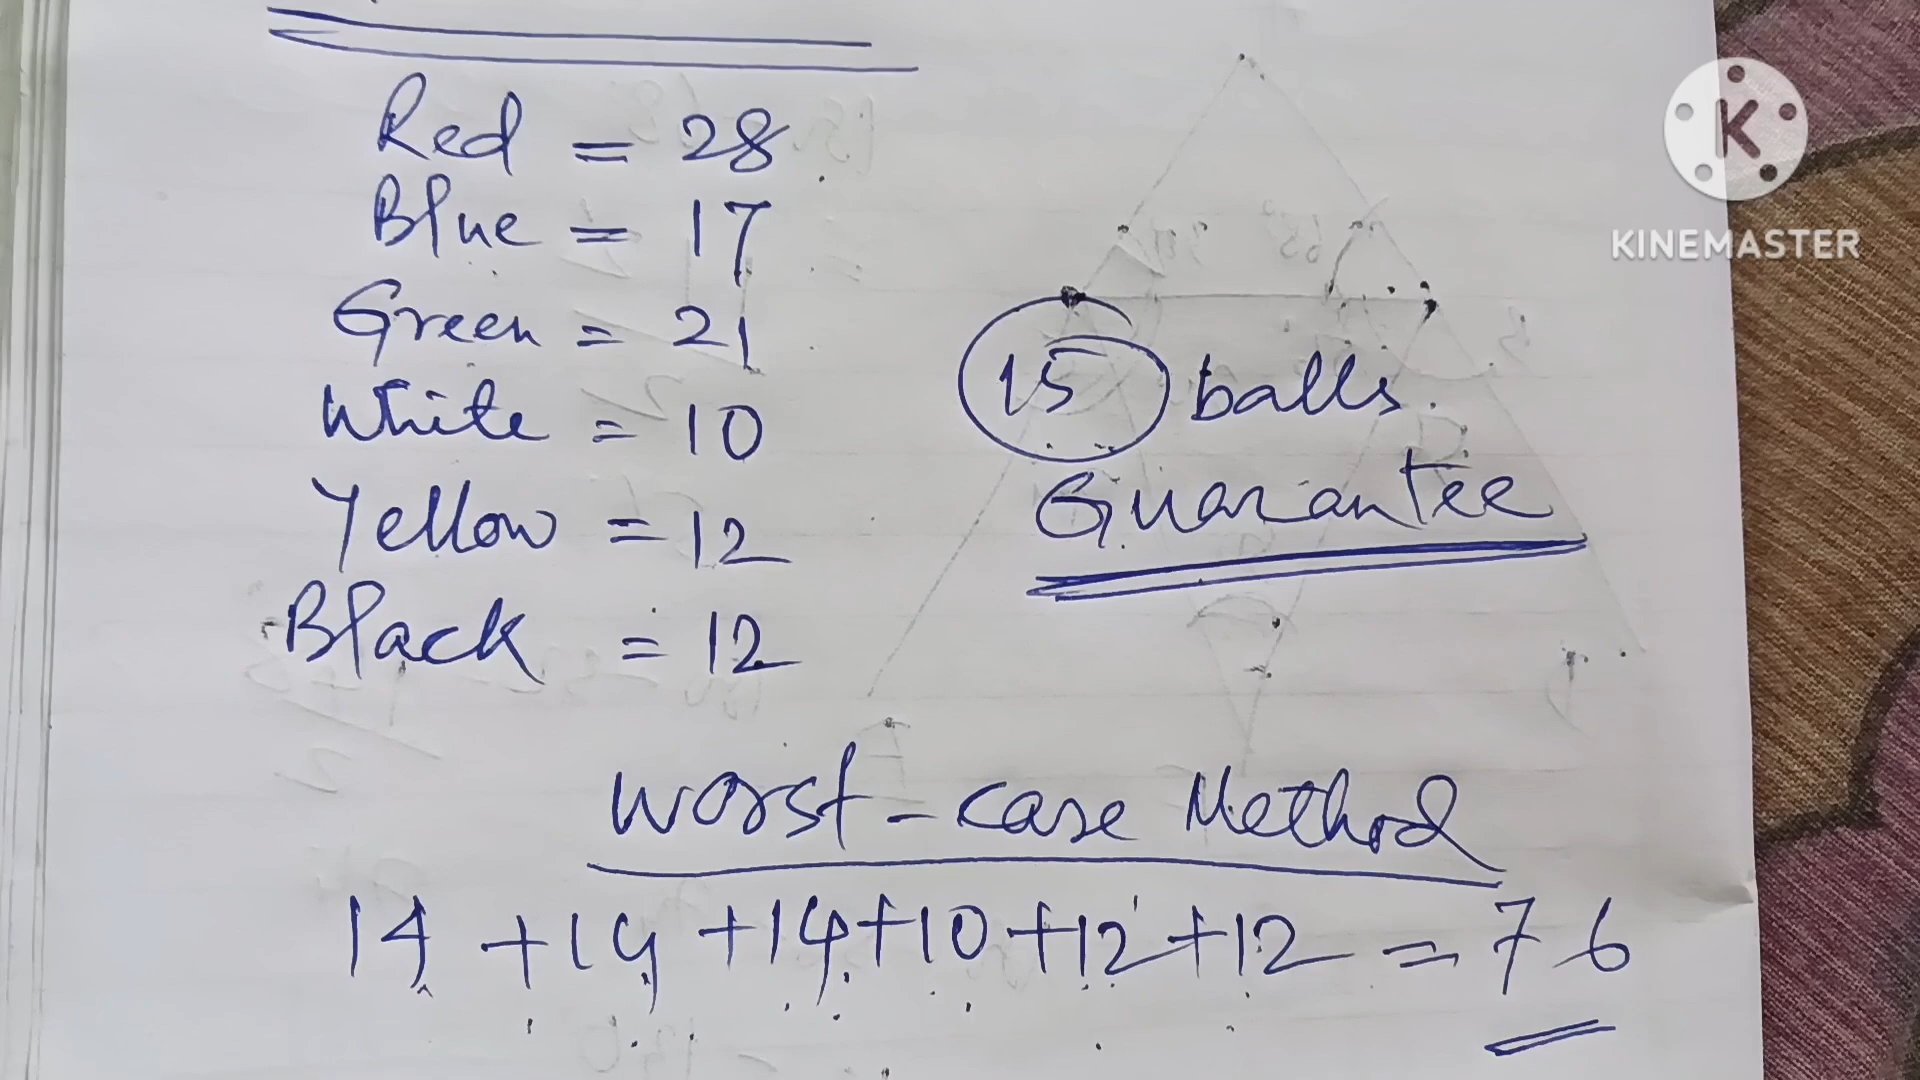 Red = 28
Blue = 17
Green = 21
White = 10
Yellow = 12
Black = 12
15 balls.
Guarantee
Worst-case Method
14 + 14 + 14 + 10 + 12 + 12 = 76
K
KINEMASTER